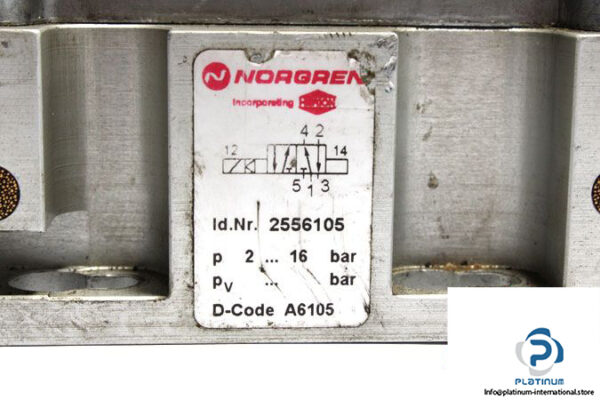 NORGREN
Incorporating HERION
4 2
12 14
5 1 3
Id.Nr. 2556105
p 2 ... 16 bar
pV ... bar
D-Code A6105
PLATINUM
Info@platinum-international.store